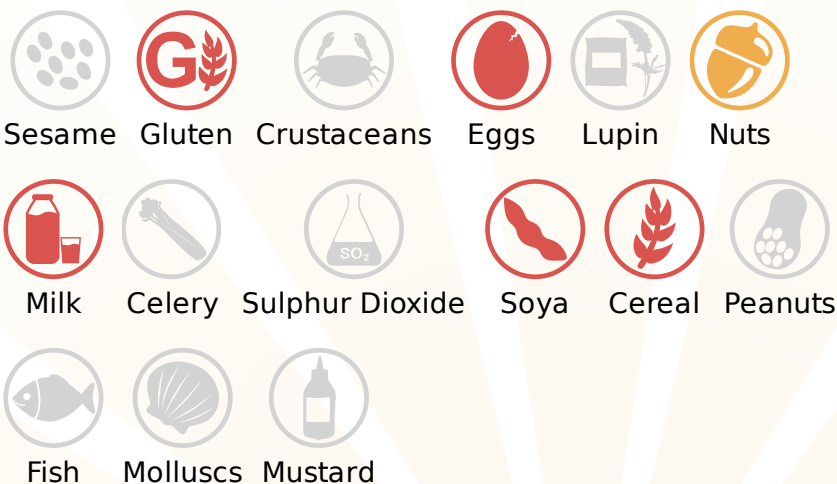 G
Sesame Gluten Crustaceans Eggs Lupin Nuts
SO₂
Milk Celery Sulphur Dioxide Soya Cereal Peanuts
Fish Molluscs Mustard